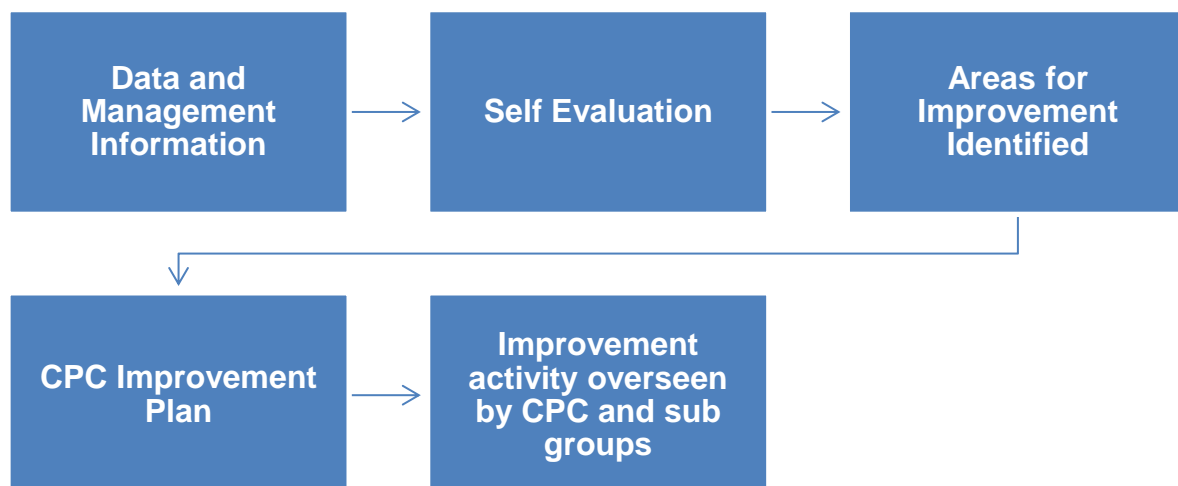 Data and
Management
Information
Self Evaluation
Areas for
Improvement
Identified
CPC Improvement
Plan
Improvement
activity overseen
by CPC and sub
groups